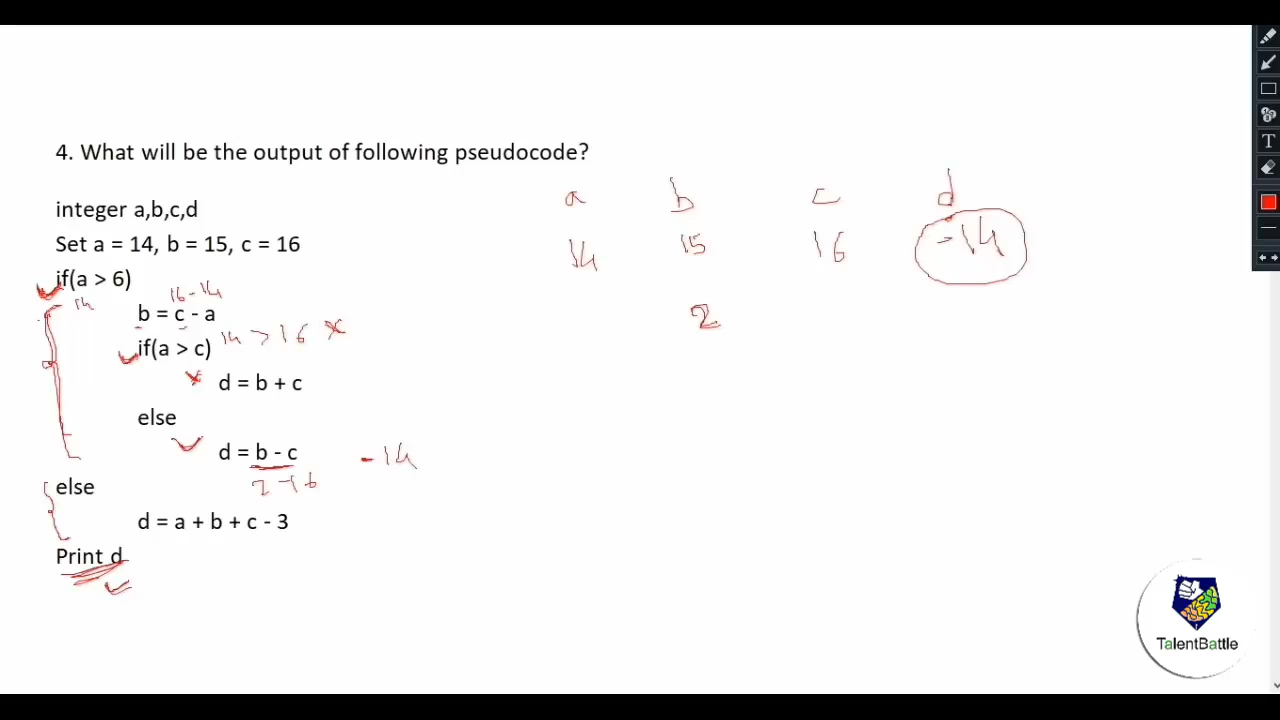 4. What will be the output of following pseudocode?
a b c d
integer a,b,c,d
Set a = 14, b = 15, c = 16
14 15 16 -14
if(a > 6)
14
16-14
b = c - a
2
if(a > c) 14 > 16 x
x d = b + c
else
d = b - c -14
2-16
else
d = a + b + c - 3
Print d
T
TalentBattle